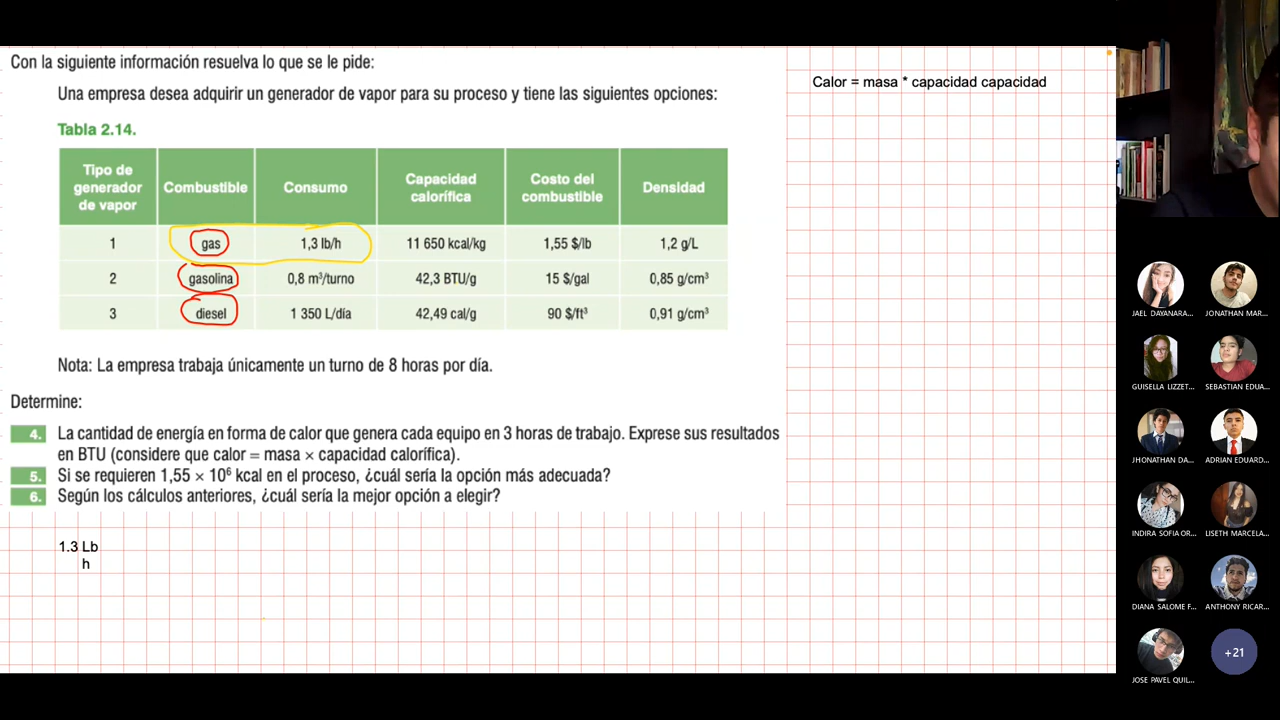 Con la siguiente información resuelva lo que se le pide:
Calor = masa * capacidad capacidad
Una empresa desea adquirir un generador de vapor para su proceso y tiene las siguientes opciones:
Tabla 2.14.
Tipo de generador de vapor Combustible Consumo Capacidad calorífica Costo del combustible Densidad
1 gas 1,3 lb/h 11 650 kcal/kg 1,55 $/lb 1,2 g/L
2 gasolina 0,8 m³/turno 42,3 BTU/g 15 $/gal 0,85 g/cm³
3 diesel 1 350 L/día 42,49 cal/g 90 $/ft³ 0,91 g/cm³
Nota: La empresa trabaja únicamente un turno de 8 horas por día.
Determine:
4. La cantidad de energía en forma de calor que genera cada equipo en 3 horas de trabajo. Exprese sus resultados
en BTU (considere que calor = masa × capacidad calorífica).
5. Si se requieren 1,55 × 10⁶ kcal en el proceso, ¿cuál sería la opción más adecuada?
6. Según los cálculos anteriores, ¿cuál sería la mejor opción a elegir?
1.3 Lb
h
JAEL DAYANARA...
JONATHAN MAR...
GUISELLA LIZZET...
SEBASTIAN EDUA...
JHONATHAN DA...
ADRIAN EDUARD...
INDIRA SOFIA OR...
LISETH MARCELA...
DIANA SALOME F...
ANTHONY RICAR...
JOSE PAVEL QUIL...
+21